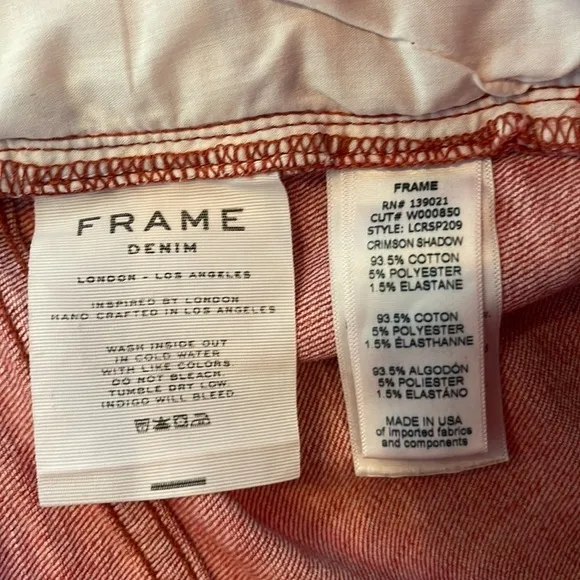 FRAME
DENIM
LONDON - LOS ANGELES
INSPIRED BY LONDON
HAND CRAFTED IN LOS ANGELES
WASH INSIDE OUT
IN COLD WATER
WITH LIKE COLORS.
DO NOT BLEACH.
TUMBLE DRY LOW.
INDIGO WILL BLEED.
FRAME
RN# 139021
CUT# W000850
STYLE: LCRSP209
CRIMSON SHADOW
93.5% COTTON
5% POLYESTER
1.5% ELASTANE
93.5% COTON
5% POLYESTER
1.5% ÉLASTHANNE
93.5% ALGODÓN
5% POLIESTER
1.5% ELASTANO
MADE IN USA
of imported fabrics
and components